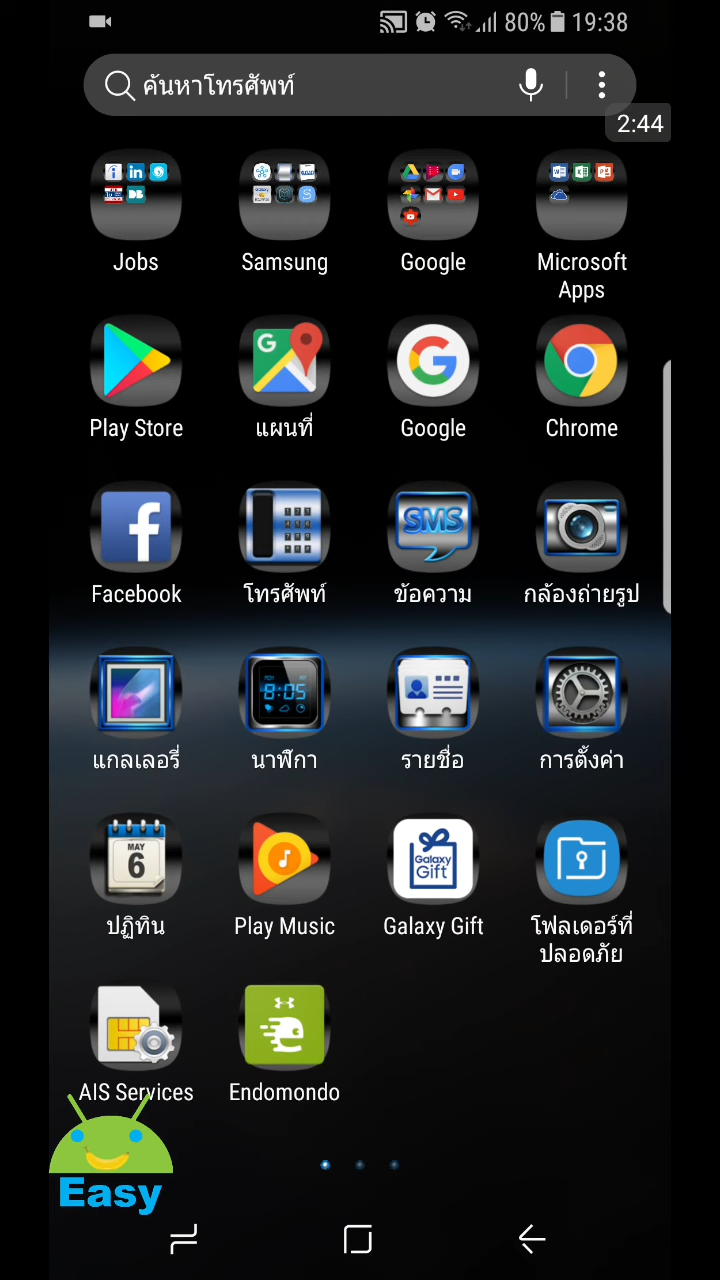 80% 19:38
ค้นหาโทรศัพท์
2:44
Jobs Samsung Google Microsoft Apps
Play Store แผนที่ Google Chrome
SMS
Facebook โทรศัพท์ ข้อความ กล้องถ่ายรูป
8:05
แกลเลอรี่ นาฬิกา รายชื่อ การตั้งค่า
MAY
6
Galaxy
Gift
ปฏิทิน Play Music Galaxy Gift โฟลเดอร์ที่ปลอดภัย
AIS Services Endomondo
Easy